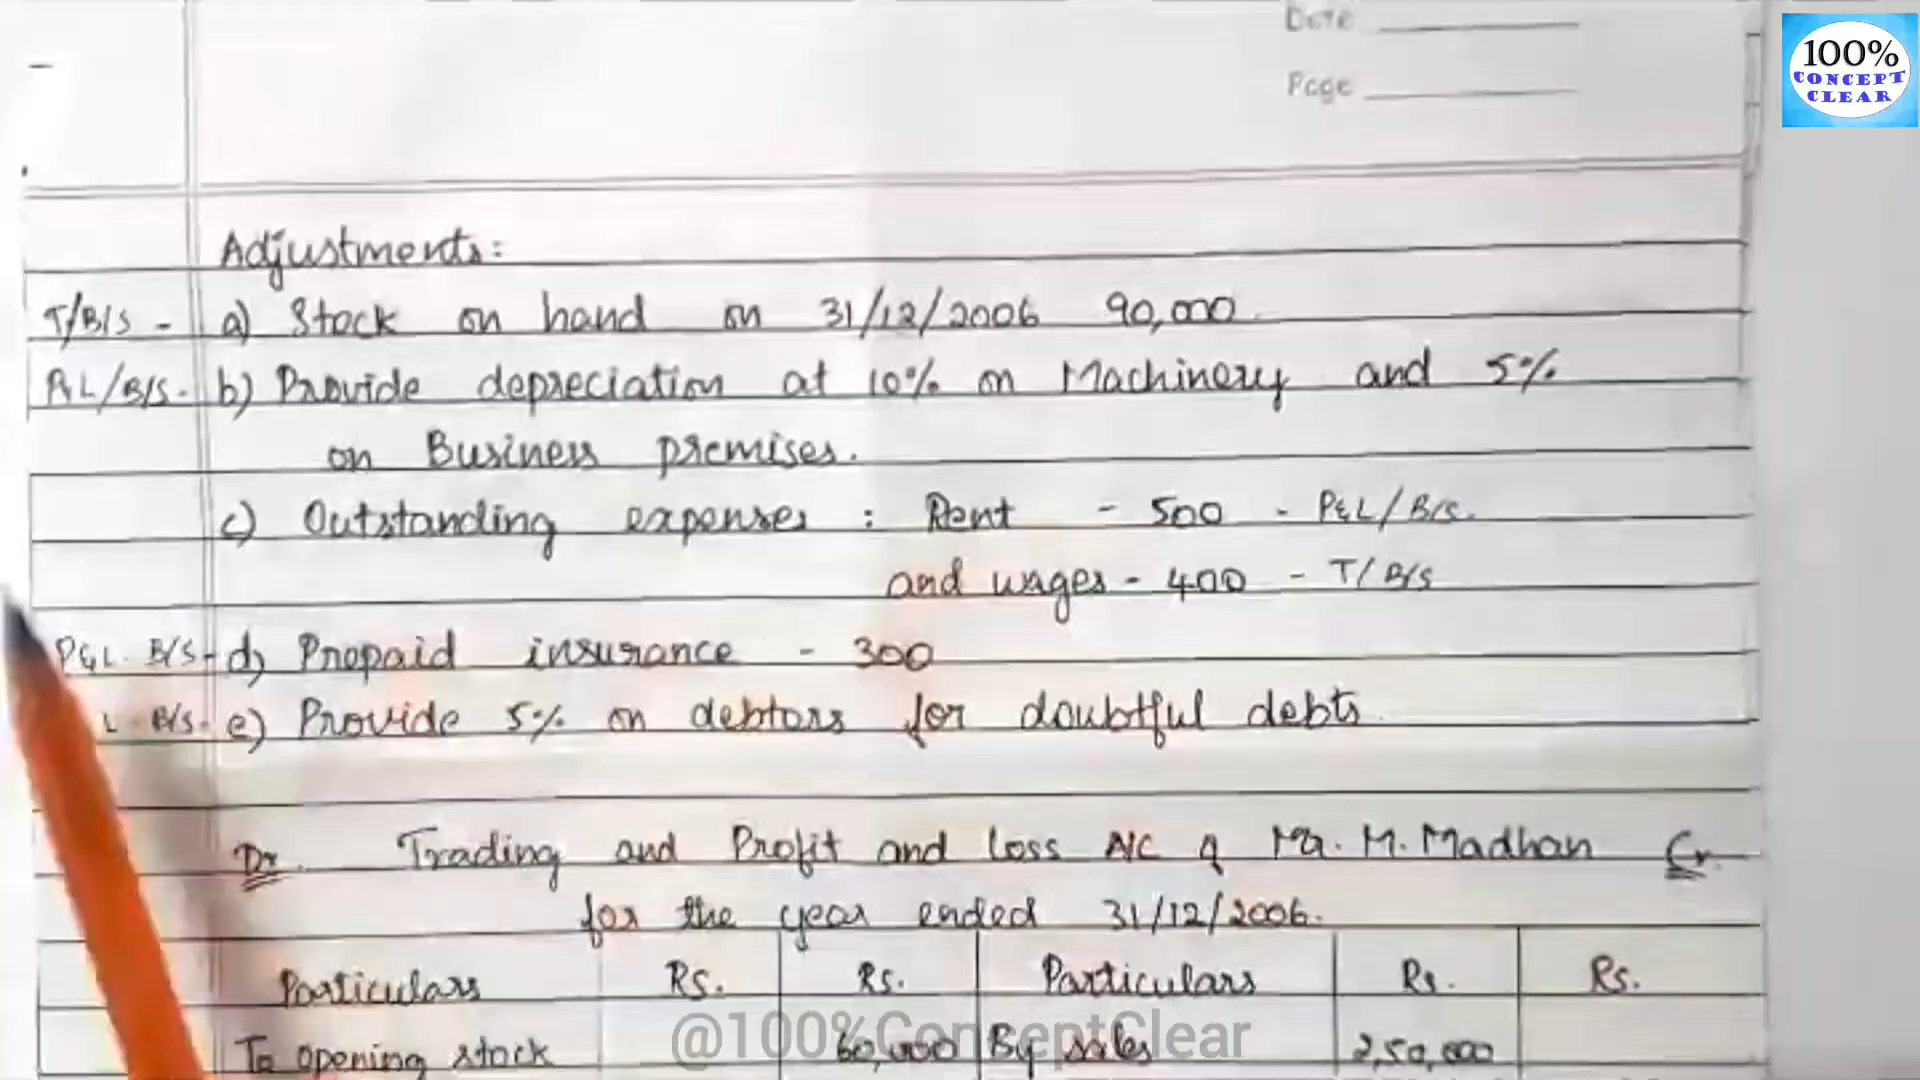 Date
Page
100%
CONCEPT
CLEAR
Adjustments:
T/B/S - a) Stock on hand on 31/12/2006 90,000.
P&L/B/S - b) Provide depreciation at 10% on Machinery and 5%
on Business premises.
c) Outstanding expenses : Rent - 500 - P&L/B/S.
and wages - 400 - T/B/S
P&L B/S - d) Prepaid insurance - 300
L - B/S - e) Provide 5% on debtors for doubtful debts.
Dr. Trading and Profit and Loss A/C of Mr. M. Madhan Cr.
for the year ended 31/12/2006.
Particulars Rs. Rs. Particulars Rs. Rs.
To opening stock 60,000 By sales 2,50,000
@100%ConceptClear